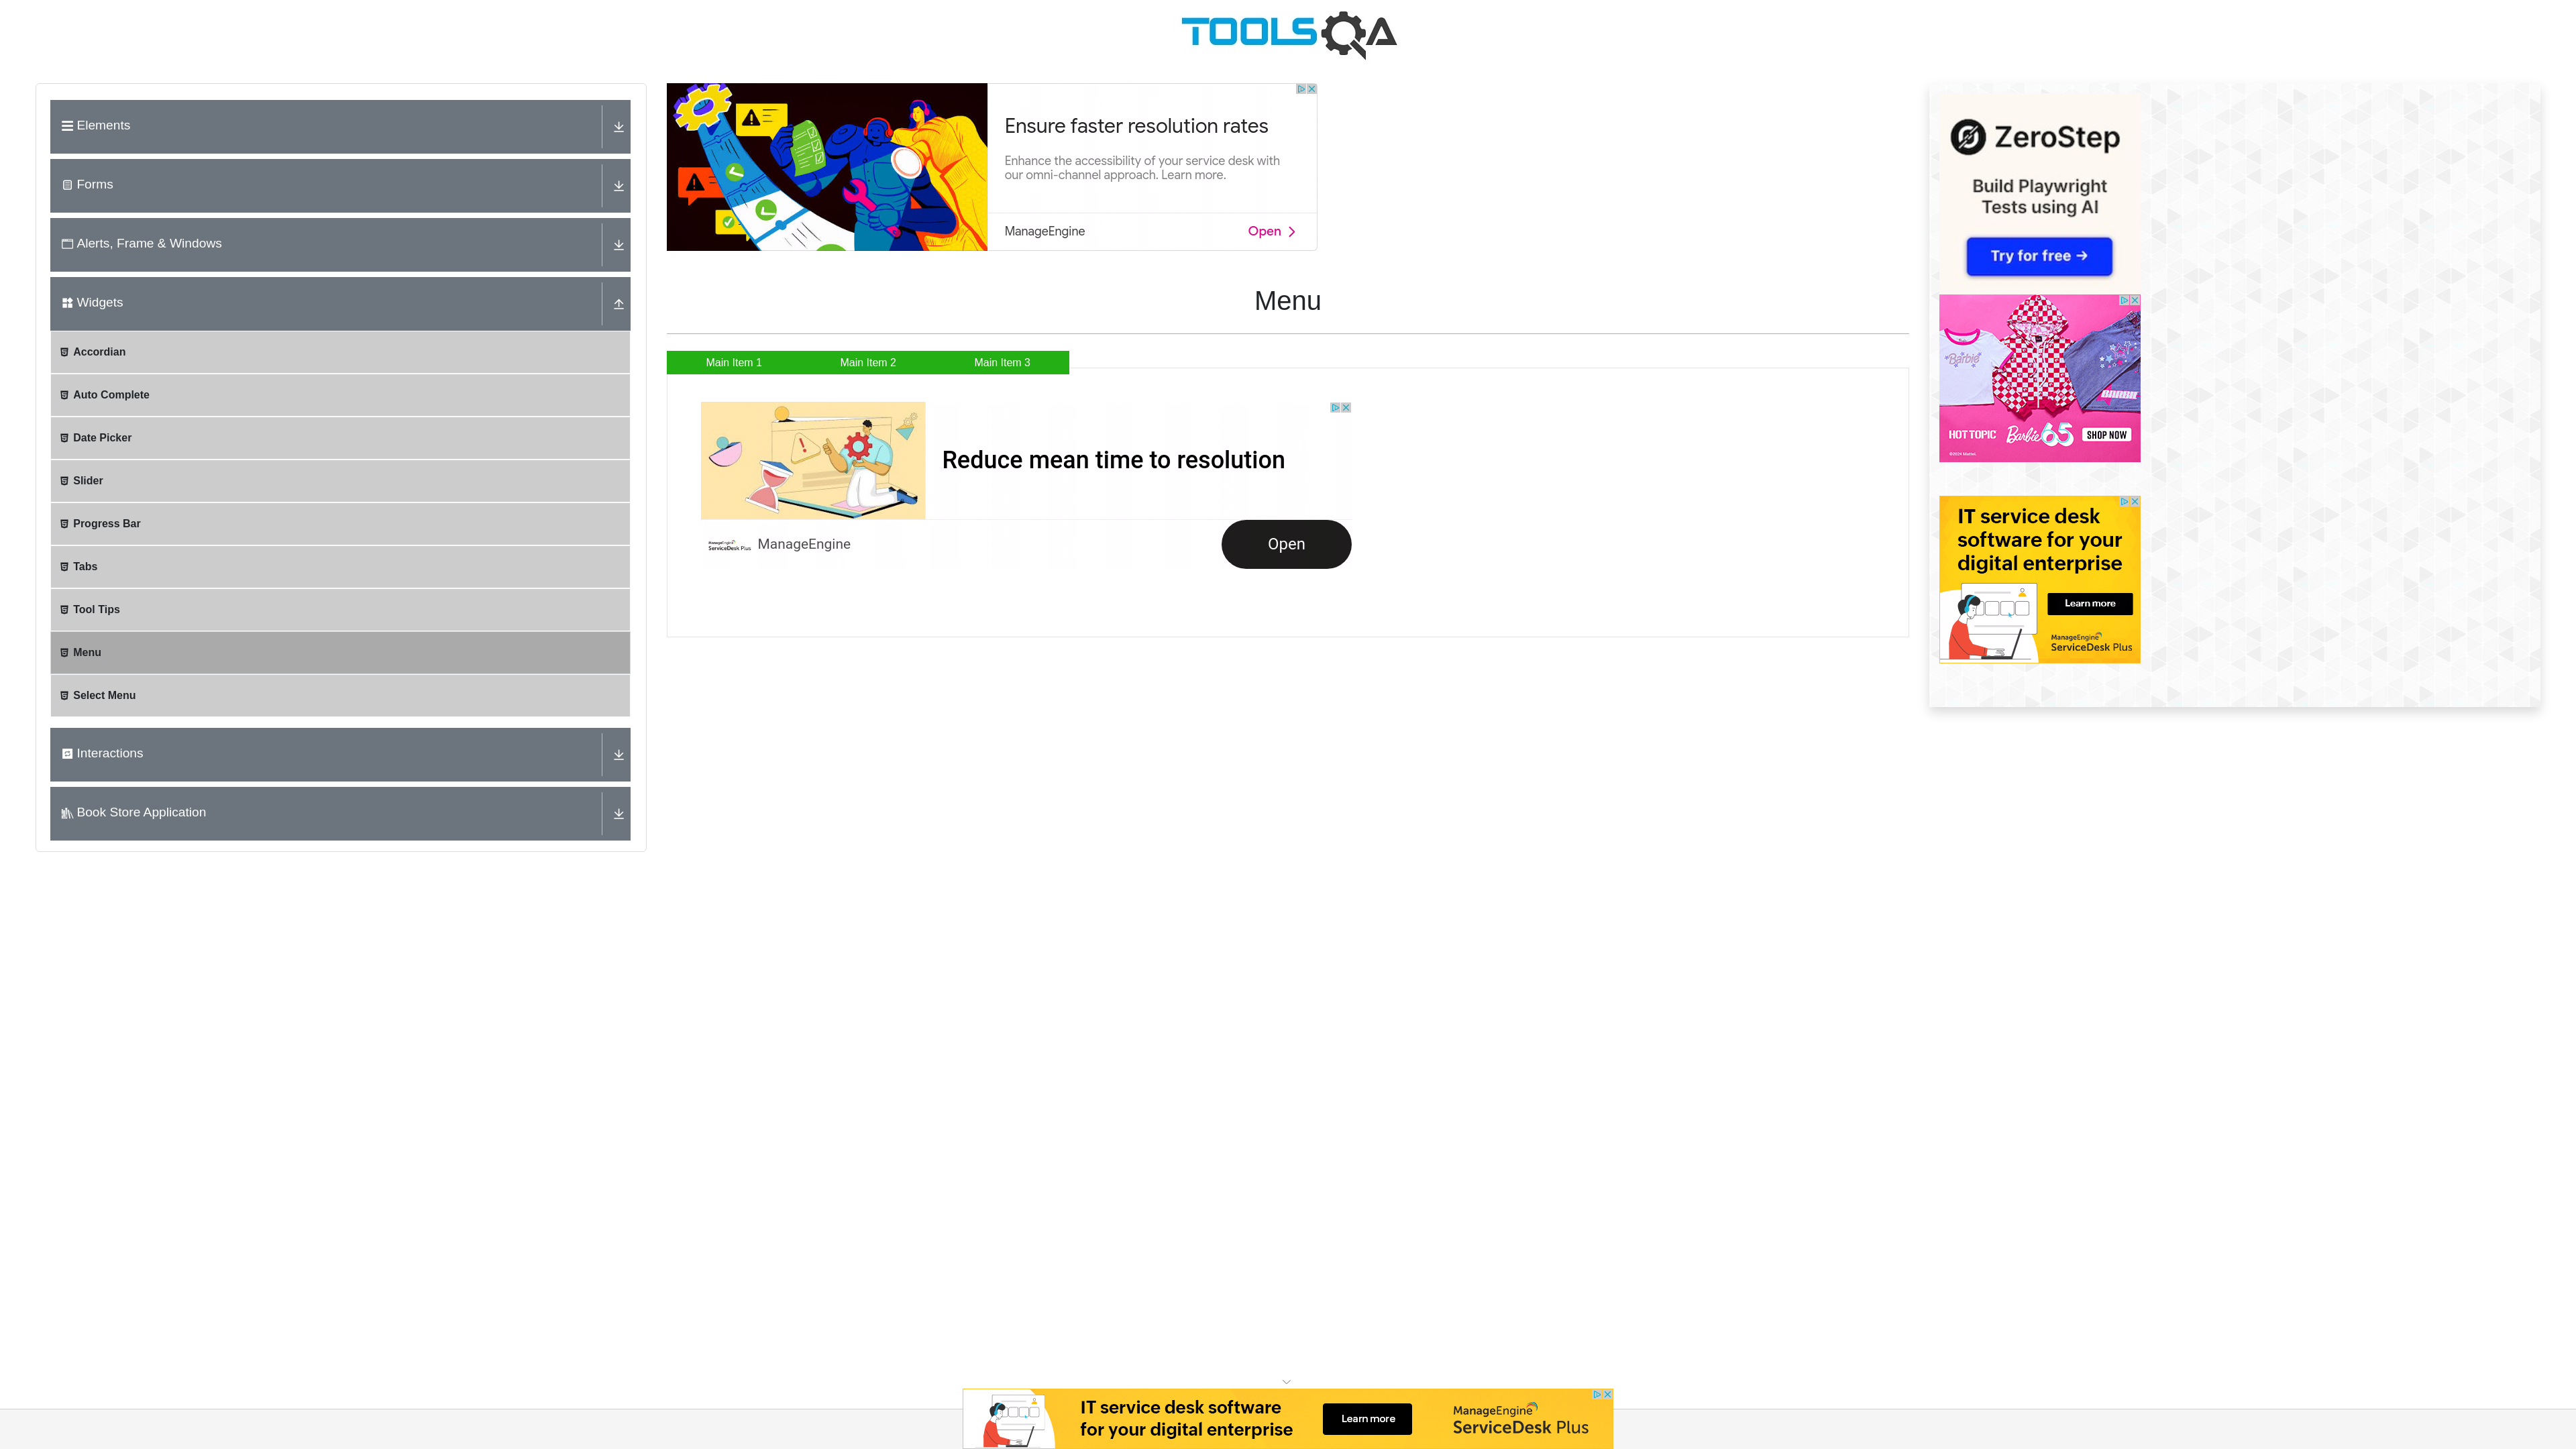 TOOLSQA
Elements
Forms
Alerts, Frame & Windows
Widgets
Accordian
Auto Complete
Date Picker
Slider
Progress Bar
Tabs
Tool Tips
Menu
Select Menu
Interactions
Book Store Application
Ensure faster resolution rates
Enhance the accessibility of your service desk with
our omni-channel approach. Learn more.
ManageEngine
Open
Menu
Main Item 1
Main Item 2
Main Item 3
Reduce mean time to resolution
ManageEngine
ServiceDesk Plus
ManageEngine
Open
ZeroStep
Build Playwright
Tests using AI
Try for free →
Barbie
BARBIE
HOT TOPIC
Barbie 65
SHOP NOW
©2024 Mattel.
IT service desk
software for your
digital enterprise
Learn more
ManageEngine
ServiceDesk Plus
IT service desk software
for your digital enterprise
Learn more
ManageEngine
ServiceDesk Plus